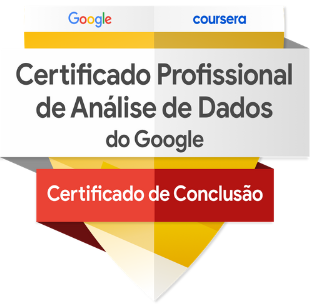 Google coursera
Certificado Profissional
de Análise de Dados
do Google
Certificado de Conclusão